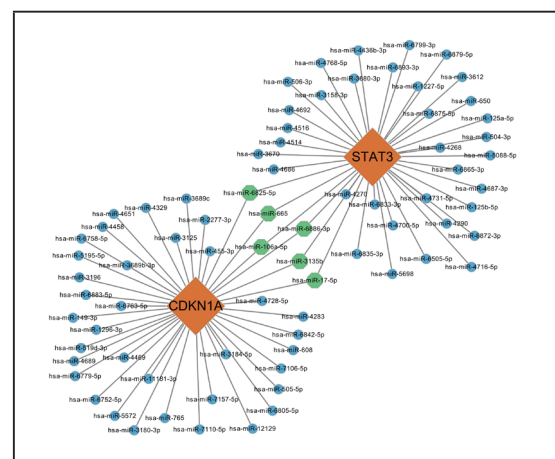 hsa-miR-4436b-3p
hsa-miR-6799-3p
hsa-miR-6879-5p
hsa-miR-4768-5p
hsa-miR-6893-3p
hsa-miR-3612
hsa-miR-506-3p
hsa-miR-3680-3p
hsa-miR-1227-5p
hsa-miR-3158-3p
hsa-miR-650
hsa-miR-4692
hsa-miR-6875-5p
hsa-miR-125a-5p
hsa-miR-4516
hsa-miR-504-3p
hsa-miR-4514
hsa-miR-4268
hsa-miR-5088-5p
hsa-miR-3670
STAT3
hsa-miR-4686
hsa-miR-6865-3p
hsa-miR-6825-5p
hsa-miR-4270
hsa-miR-4687-3p
hsa-miR-3689c
hsa-miR-6833-3p
hsa-miR-4731-5p
hsa-miR-125b-5p
hsa-miR-4329
hsa-miR-4651
hsa-miR-2277-3p
hsa-miR-665
hsa-miR-4700-5p
hsa-miR-4290
hsa-miR-4458
hsa-miR-6886-3p
hsa-miR-6872-3p
hsa-miR-6758-5p
hsa-miR-3125
hsa-miR-106a-5p
hsa-miR-5195-5p
hsa-miR-455-3p
hsa-miR-6835-3p
hsa-miR-6505-5p
hsa-miR-3689b-3p
hsa-miR-3135b
hsa-miR-4716-5p
hsa-miR-3196
hsa-miR-17-5p
hsa-miR-5698
hsa-miR-6883-5p
hsa-miR-4728-5p
hsa-miR-6763-5p
CDKN1A
hsa-miR-149-3p
hsa-miR-4283
hsa-miR-1296-3p
hsa-miR-6842-5p
hsa-miR-519d-3p
hsa-miR-608
hsa-miR-4689
hsa-miR-4469
hsa-miR-3184-5p
hsa-miR-7106-5p
hsa-miR-6779-5p
hsa-miR-11181-3p
hsa-miR-505-5p
hsa-miR-6752-5p
hsa-miR-7157-5p
hsa-miR-6805-5p
hsa-miR-5572
hsa-miR-765
hsa-miR-3180-3p
hsa-miR-7110-5p
hsa-miR-12129